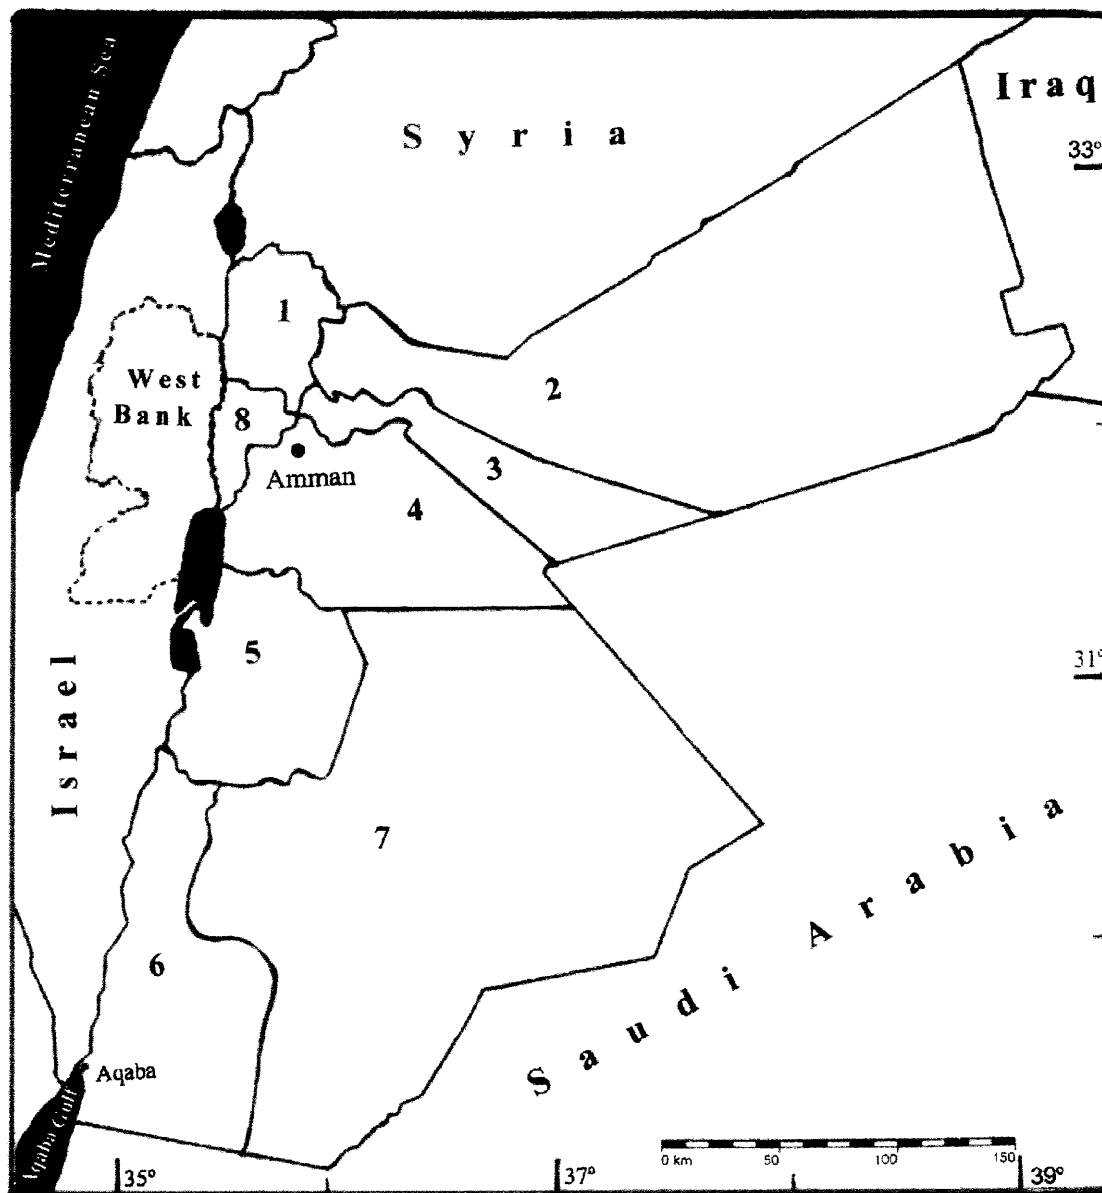 Mediterranean Sea
Syria
Iraq
33°
1
2
West
Bank
8
3
Amman
4
31°
5
Israel
7
Saudi Arabia
6
Aqaba
Aqaba Gulf
0 km 50 100 150
35° 37° 39°